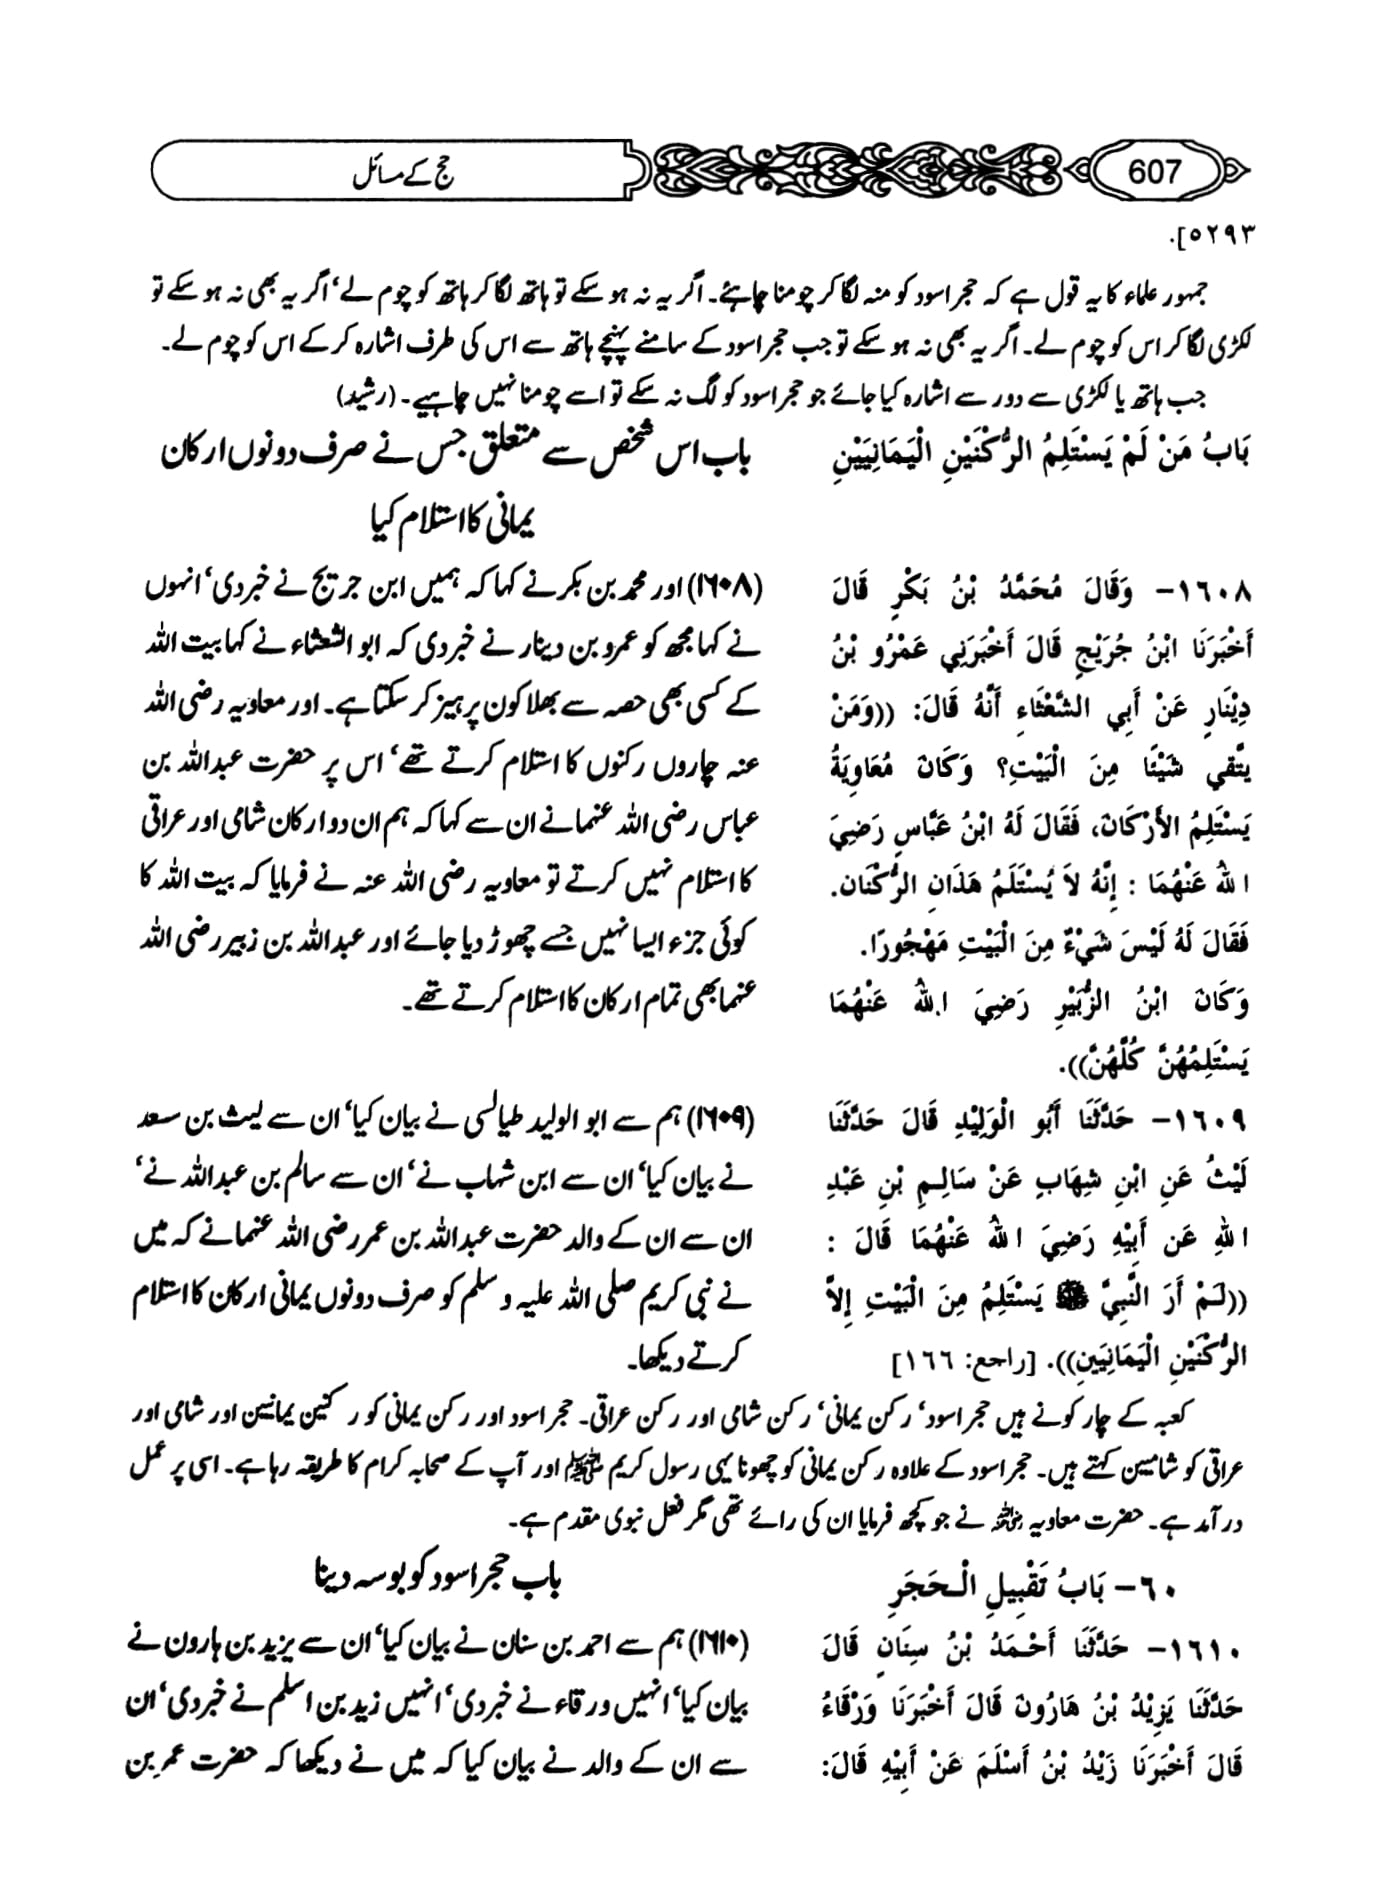 607
حج کے مسائل
٥٢٩٣].
جمہور علماء کا یہ قول ہے کہ حجر اسود کو منہ لگا کر چومنا چاہئے۔ اگر یہ نہ ہو سکے تو ہاتھ لگا کر ہاتھ کو چوم لے‘ اگر یہ بھی نہ ہو سکے تو
لکڑی لگا کر اس کو چوم لے۔ اگر یہ بھی نہ ہو سکے تو جب حجر اسود کے سامنے پہنچے ہاتھ سے اس کی طرف اشارہ کر کے اس کو چوم لے۔
جب ہاتھ یا لکڑی سے دور سے اشارہ کیا جائے جو حجر اسود کو لگ نہ سکے تو اسے چومنا نہیں چاہیے۔ (رشید)
بَابُ مَنْ لَمْ يَسْتَلِمُ الرُّكْنَيْنِ الْيَمَانِيَيْنِ
باب اس شخص سے متعلق جس نے صرف دونوں ارکان
یمانی کا استلام کیا
١٦٠٨- وَقَالَ مُحَمَّدُ بْنُ بَكْرٍ قَالَ
أَخْبَرَنَا ابْنُ جُرَيْجٍ قَالَ أَخْبَرَنِي عَمْرُو بْنُ
دِيْنَارٍ عَنْ أَبِي الشَّعْثَاءِ أَنَّهُ قَالَ: ((وَمَنْ
يَتَّقِي شَيْئًا مِنَ الْبَيْتِ؟ وَكَانَ مُعَاوِيَةُ
يَسْتَلِمُ الأَرْكَانَ، فَقَالَ لَهُ ابْنُ عَبَّاسٍ رَضِيَ
اللهُ عَنْهُمَا : إِنَّهُ لاَ يُسْتَلَمُ هَذَانِ الرُّكْنَانِ.
فَقَالَ لَهُ لَيْسَ شَيْءٌ مِنَ الْبَيْتِ مَهْجُورًا.
وَكَانَ ابْنُ الزُّبَيْرِ رَضِيَ اللهُ عَنْهُمَا
يَسْتَلِمُهُنَّ كُلَّهُنَّ)).
(۱۶۰۸) اور محمد بن بکر نے کہا کہ ہمیں ابن جریج نے خبر دی‘ انہوں
نے کہا مجھ کو عمرو بن دینار نے خبر دی کہ ابو الشعثاء نے کہا بیت اللہ
کے کسی بھی حصہ سے بھلا کون پرہیز کر سکتا ہے۔ اور معاویہ رضی اللہ
عنہ چاروں رکنوں کا استلام کرتے تھے‘ اس پر حضرت عبداللہ بن
عباس رضی اللہ عنہما نے ان سے کہا کہ ہم ان دو ارکان شامی اور عراقی
کا استلام نہیں کرتے تو معاویہ رضی اللہ عنہ نے فرمایا کہ بیت اللہ کا
کوئی جزء ایسا نہیں جسے چھوڑ دیا جائے اور عبداللہ بن زبیر رضی اللہ
عنہما بھی تمام ارکان کا استلام کرتے تھے۔
١٦٠٩- حَدَّثَنَا أَبُو الْوَلِيْدِ قَالَ حَدَّثَنَا
لَيْثٌ عَنِ ابْنِ شِهَابٍ عَنْ سَالِمِ بْنِ عَبْدِ
اللهِ عَن أَبِيْهِ رَضِيَ اللهُ عَنْهُمَا قَالَ :
((لَمْ أَرَ النَّبِيَّ ﷺ يَسْتَلِمُ مِنَ الْبَيْتِ إِلاَّ
الرُّكْنَيْنِ الْيَمَانِيَينِ)). [راجع: ١٦٦]
(۱۶۰۹) ہم سے ابو الولید طیالسی نے بیان کیا‘ ان سے لیث بن سعد
نے بیان کیا‘ ان سے ابن شہاب نے‘ ان سے سالم بن عبداللہ نے‘
ان سے ان کے والد حضرت عبداللہ بن عمر رضی اللہ عنہما نے کہ میں
نے نبی کریم صلی اللہ علیہ و سلم کو صرف دونوں یمانی ارکان کا استلام
کرتے دیکھا۔
کعبہ کے چار کونے ہیں حجر اسود‘ رکن یمانی‘ رکن شامی اور رکن عراقی۔ حجر اسود اور رکن یمانی کو رکنین یمانیین اور شامی اور
عراقی کو شامیین کہتے ہیں۔ حجر اسود کے علاوہ رکن یمانی کو چھونا یہی رسول کریم ﷺ اور آپ کے صحابہ کرام کا طریقہ رہا ہے۔ اسی پر عمل
در آمد ہے۔ حضرت معاویہ رضی اللہ عنہ نے جو کچھ فرمایا ان کی رائے تھی مگر فعل نبوی مقدم ہے۔
٦٠- بَابُ تَقْبِيلِ الْحَجَرِ
باب حجر اسود کو بوسہ دینا
١٦١٠- حَدَّثَنَا أَحْمَدُ بْنُ سِنَانٍ قَالَ
حَدَّثَنَا يَزِيْدُ بْنُ هَارُونَ قَالَ أَخْبَرَنَا وَرْقَاءُ
قَالَ أَخْبَرَنَا زَيْدُ بْنُ أَسْلَمَ عَنْ أَبِيْهِ قَالَ:
(۱۶۱۰) ہم سے احمد بن سنان نے بیان کیا‘ ان سے یزید بن ہارون نے
بیان کیا‘ انہیں ورقاء نے خبر دی‘ انہیں زید بن اسلم نے خبر دی‘ ان
سے ان کے والد نے بیان کیا کہ میں نے دیکھا کہ حضرت عمر بن